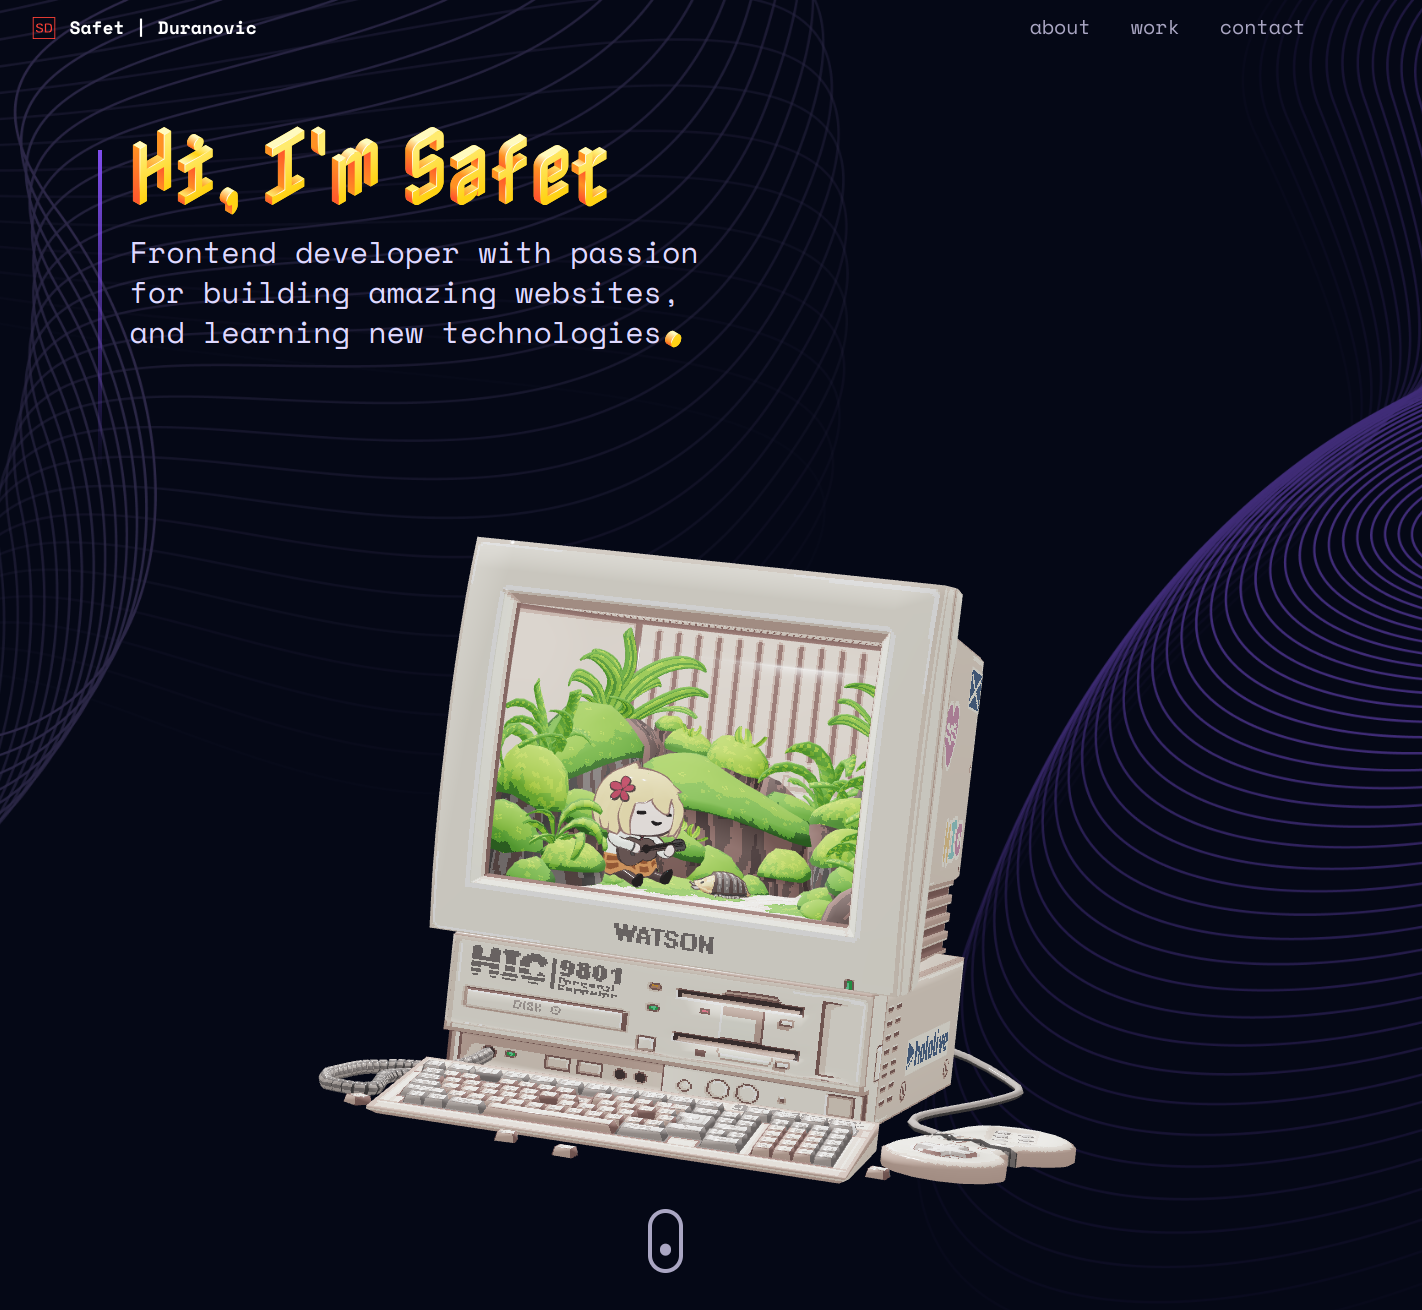 SD Safet | Duranovic
about work contact
Hi, I'm Safet
Frontend developer with passion
for building amazing websites,
and learning new technologies.
WATSON
HIC 9801
Personal
Computer
DISK
hololive